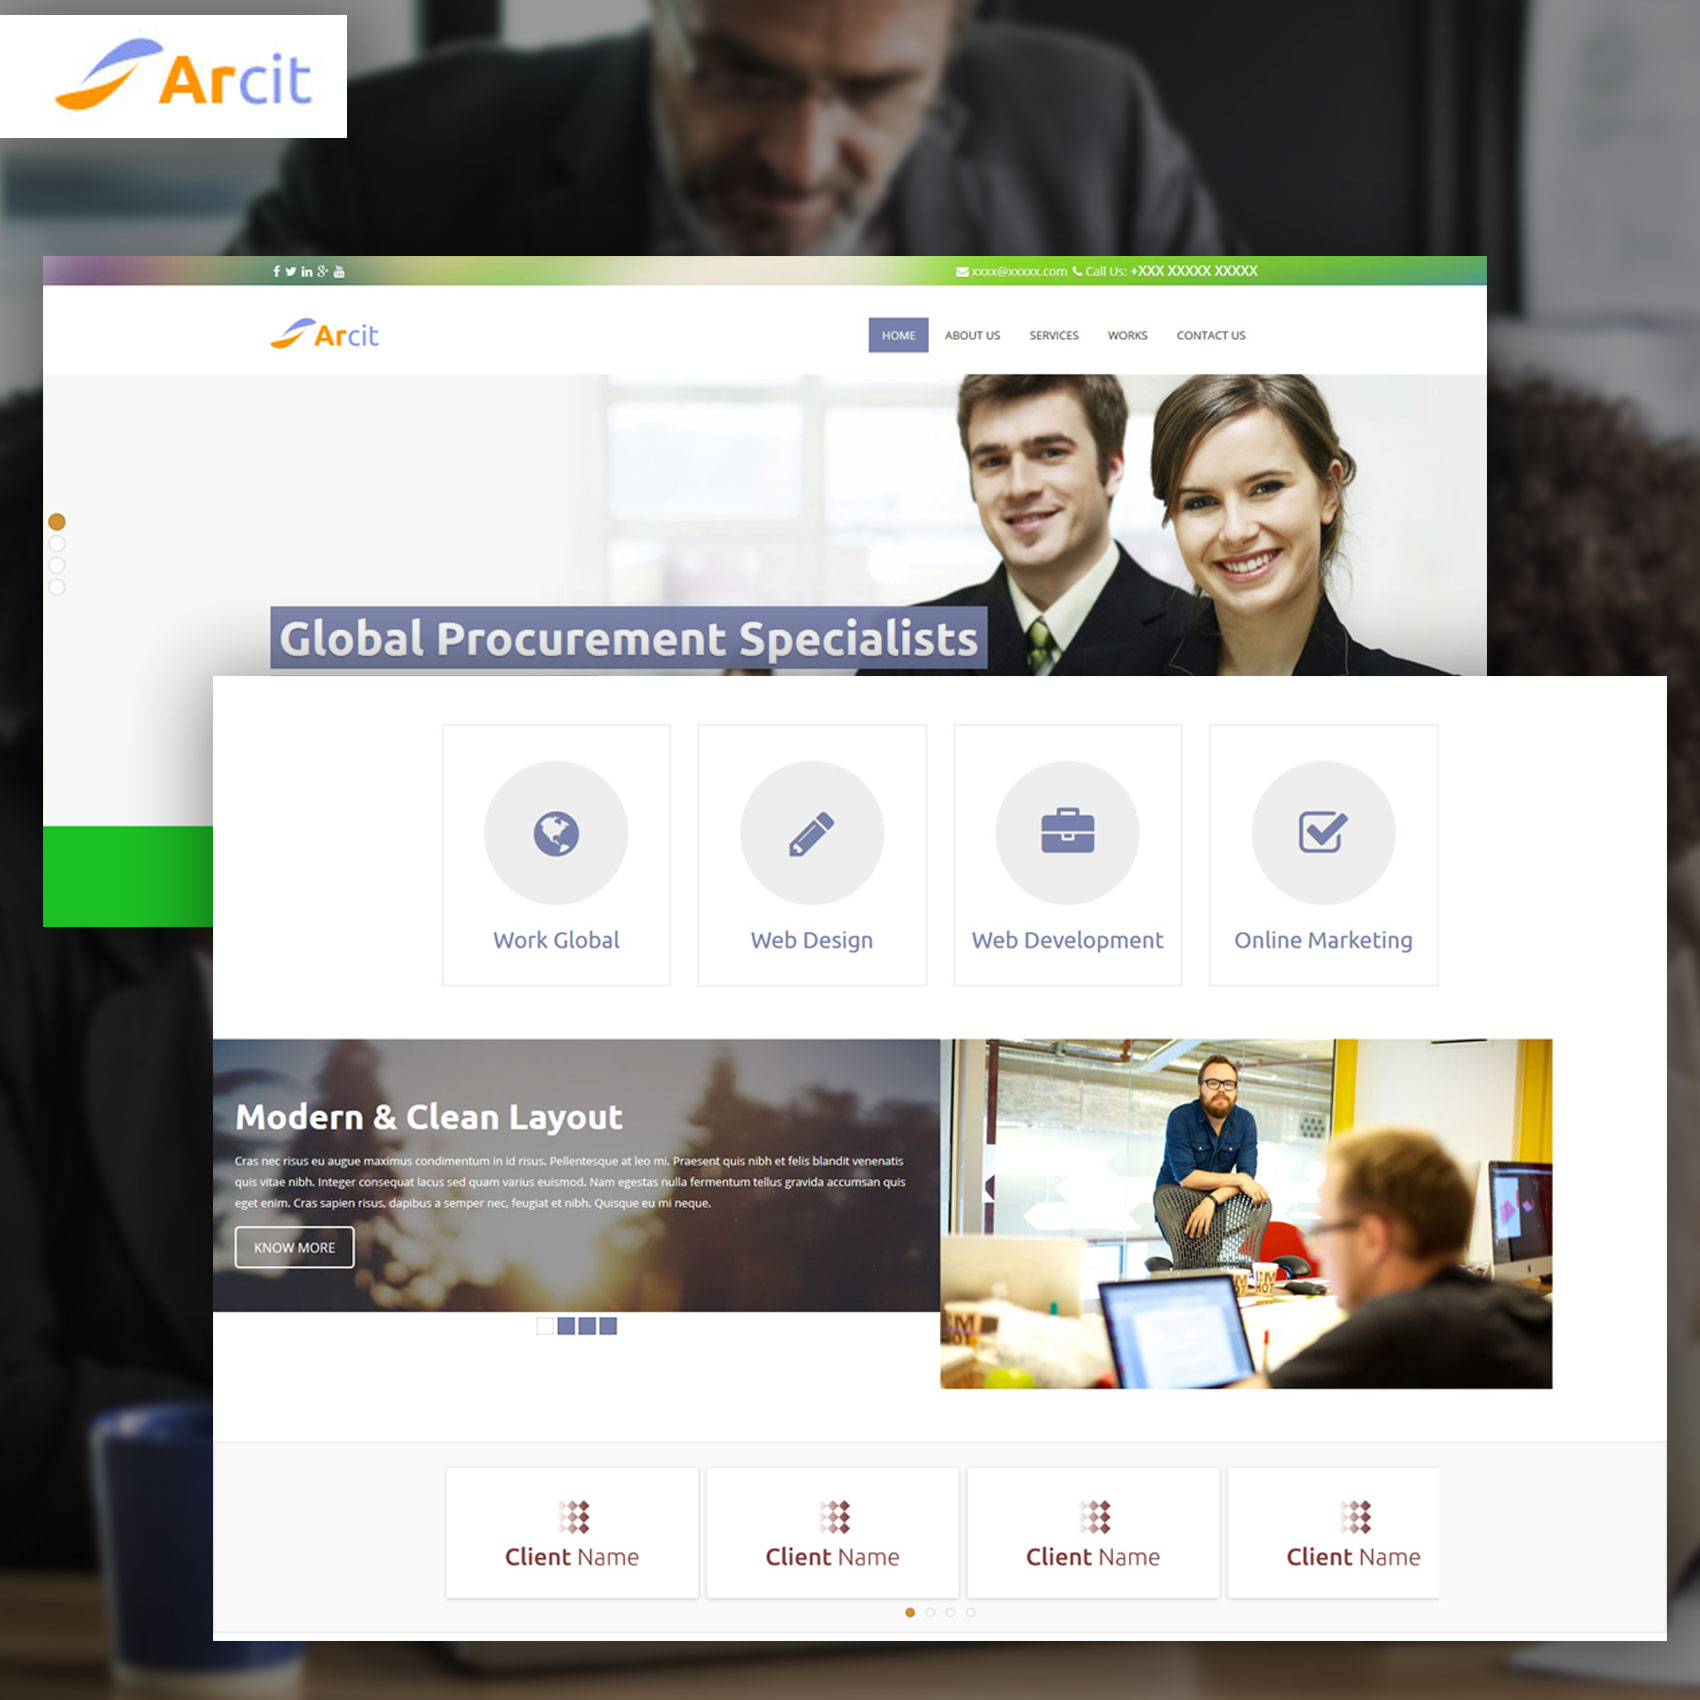 Arcit
xxxx@xxxxx.com Call Us: +XXX XXXXX XXXXX
Arcit
HOME ABOUT US SERVICES WORKS CONTACT US
Global Procurement Specialists
Work Global Web Design Web Development Online Marketing
Modern & Clean Layout
Cras nec risus eu augue maximus condimentum in id risus. Pellentesque at leo mi. Praesent quis nibh et felis blandit venenatis
quis vitae nibh. Integer consequat lacus sed quam varius euismod. Nam egestas nulla fermentum tellus gravida accumsan quis
eget enim. Cras sapien risus, dapibus a semper nec, feugiat et nibh. Quisque eu mi neque.
KNOW MORE
Client Name Client Name Client Name Client Name